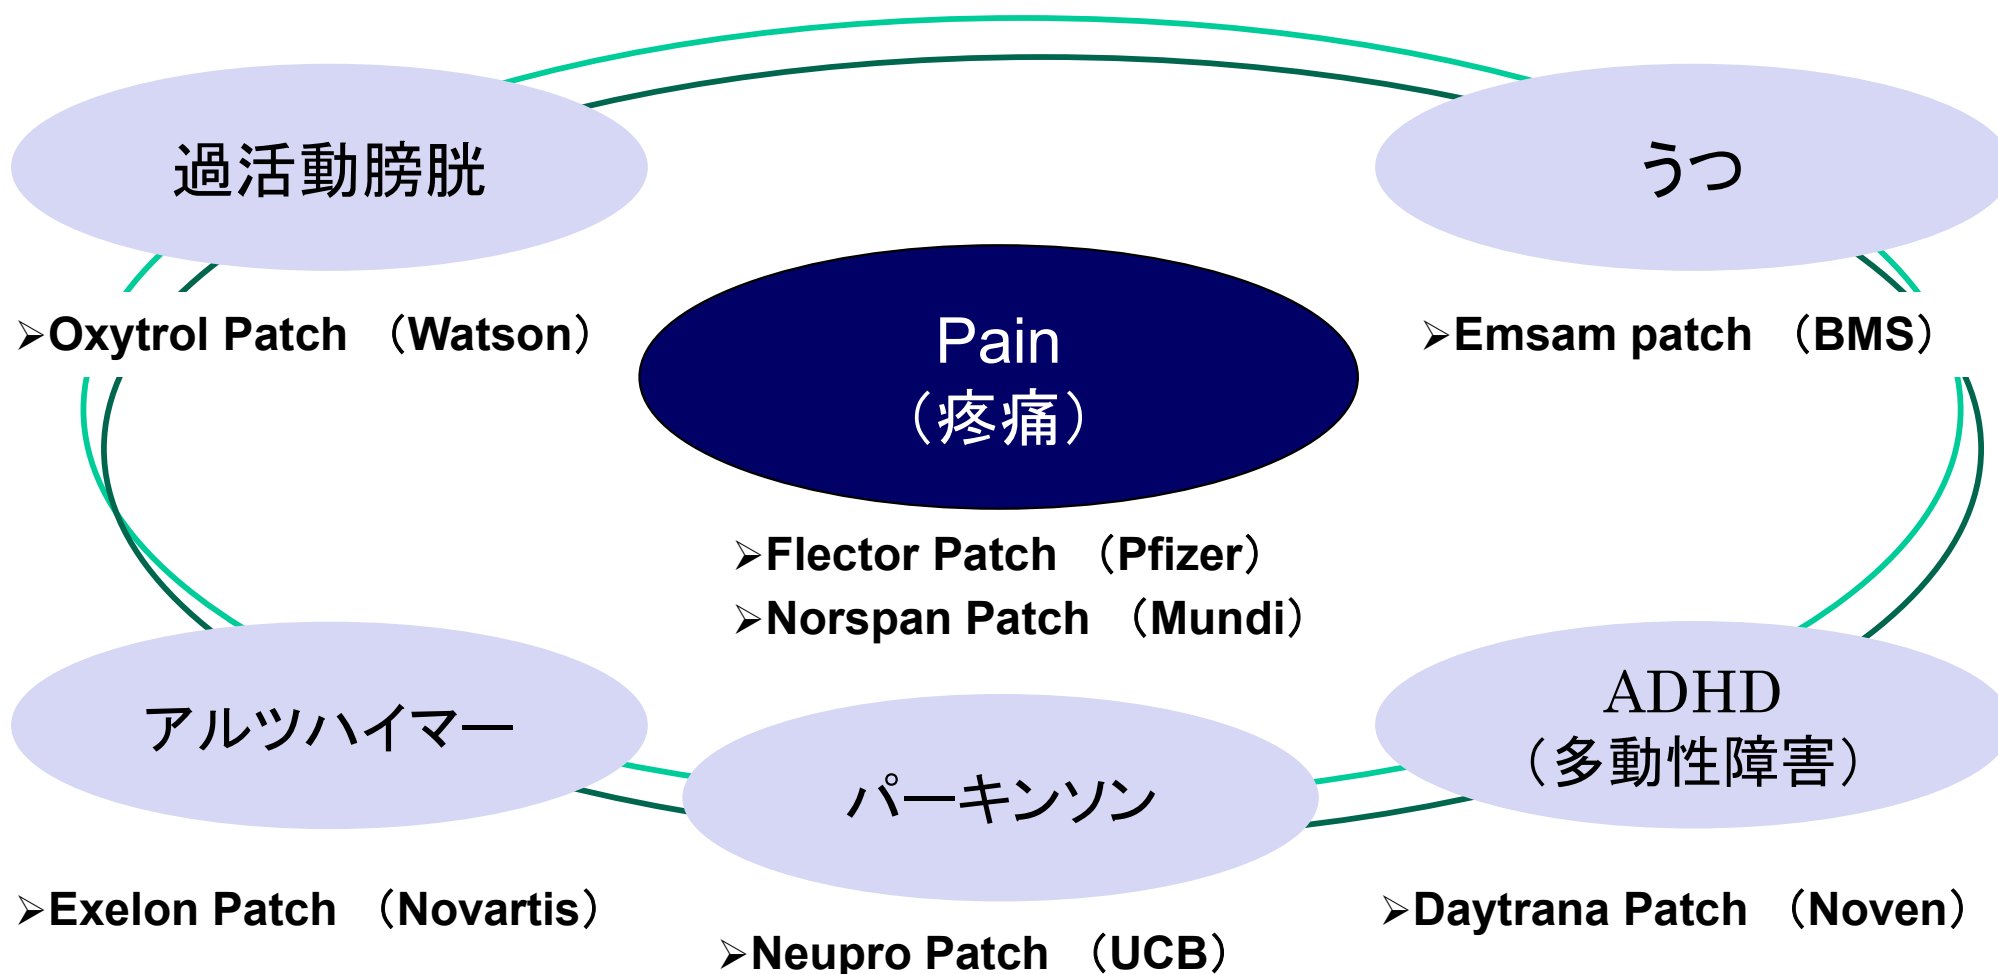 過活動膀胱
うつ
➢Oxytrol Patch （Watson）
Pain
（疼痛）
➢Emsam patch （BMS）
➢Flector Patch （Pfizer）
➢Norspan Patch （Mundi）
アルツハイマー
パーキンソン
ADHD
（多動性障害）
➢Exelon Patch （Novartis）
➢Neupro Patch （UCB）
➢Daytrana Patch （Noven）